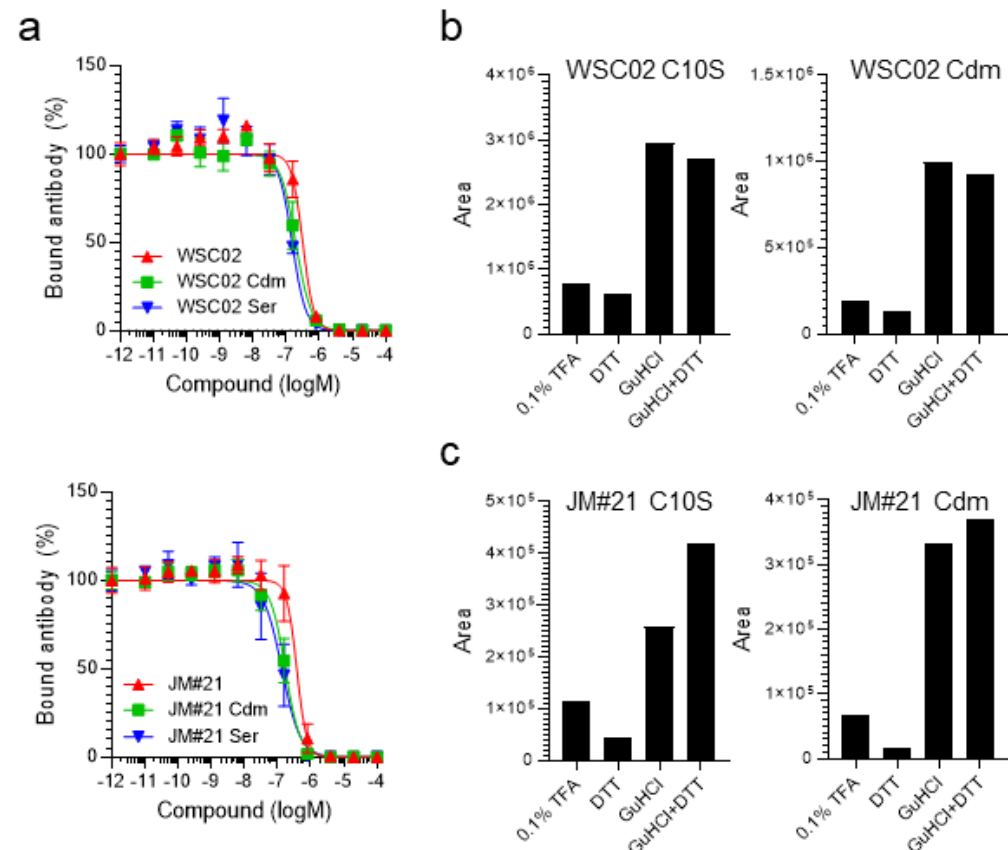 a
150
100
50
0
Bound antibody (%)
WSC02
WSC02 Cdm
WSC02 Ser
-12 -11 -10 -9 -8 -7 -6 -5 -4
Compound (logM)
150
100
50
0
Bound antibody (%)
JM#21
JM#21 Cdm
JM#21 Ser
-12 -11 -10 -9 -8 -7 -6 -5 -4
Compound (logM)
b
WSC02 C10S
4×10⁶
3×10⁶
2×10⁶
1×10⁶
0
Area
0.1% TFA
DTT
GuHCl
GuHCl+DTT
WSC02 Cdm
1.5×10⁶
1×10⁶
5×10⁵
0
Area
0.1% TFA
DTT
GuHCl
GuHCl+DTT
c
JM#21 C10S
5×10⁵
4×10⁵
3×10⁵
2×10⁵
1×10⁵
0
Area
0.1% TFA
DTT
GuHCl
GuHCl+DTT
JM#21 Cdm
4×10⁵
3×10⁵
2×10⁵
1×10⁵
0
Area
0.1% TFA
DTT
GuHCl
GuHCl+DTT